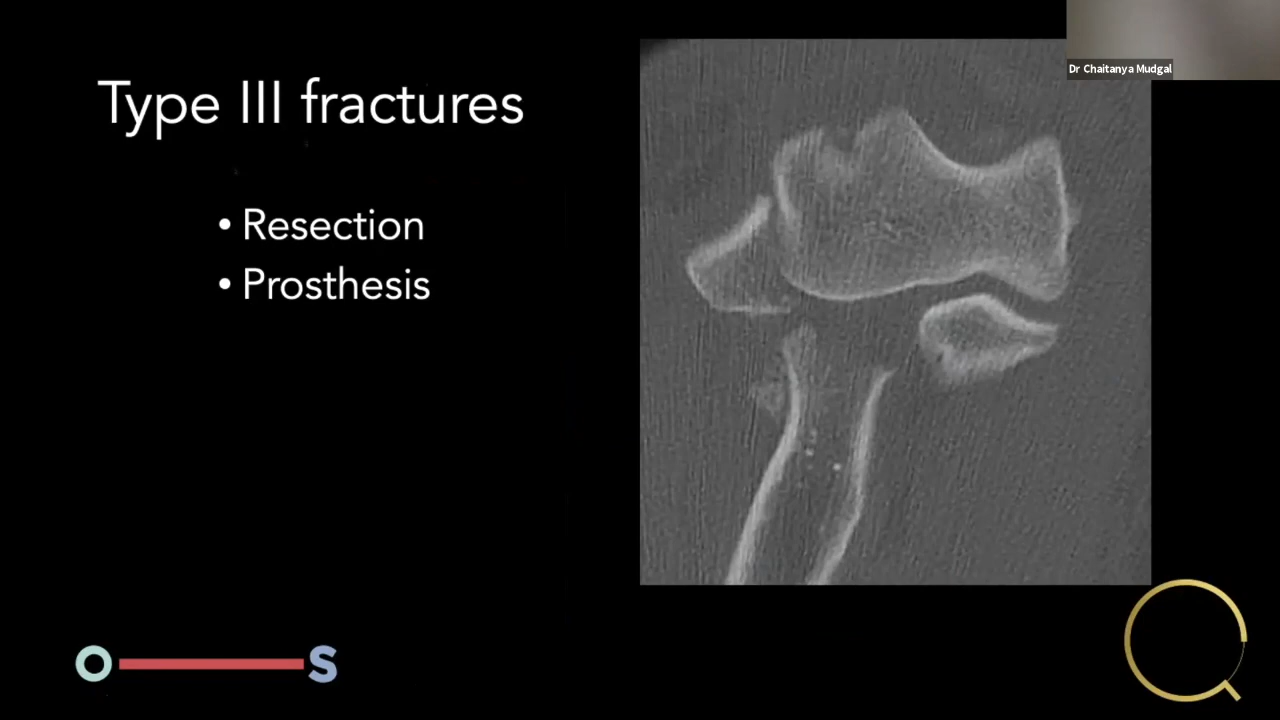 Dr Chaitanya Mudgal
Type III fractures
• Resection
• Prosthesis
O S